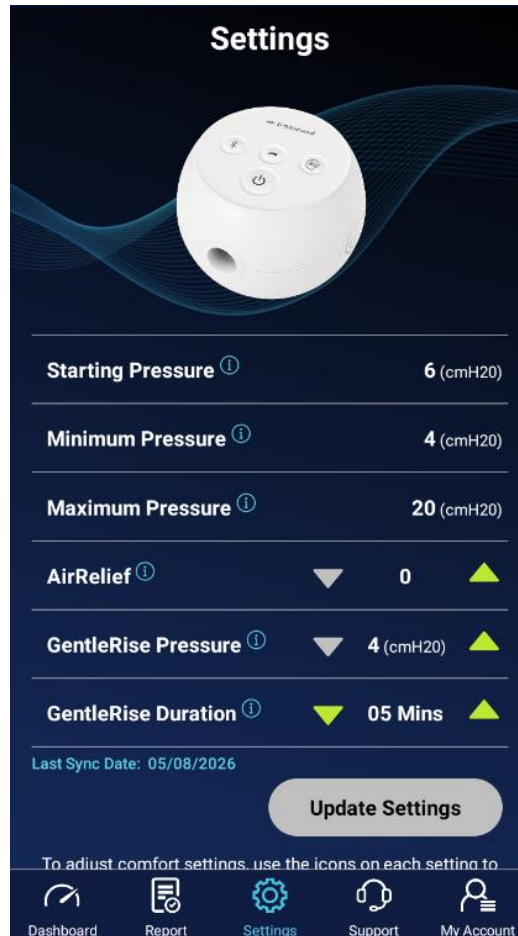 Settings
Starting Pressure 6 (cmH20)
Minimum Pressure 4 (cmH20)
Maximum Pressure 20 (cmH20)
AirRelief 0
GentleRise Pressure 4 (cmH20)
GentleRise Duration 05 Mins
Last Sync Date: 05/08/2026
Update Settings
To adjust comfort settings, use the icons on each setting to
Dashboard Report Settings Support My Account